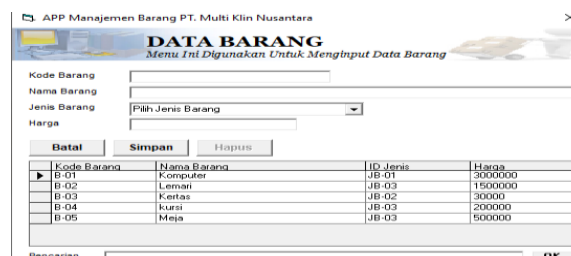 APP Manajemen Barang PT. Multi Klin Nusantara
DATA BARANG
Menu Ini Digunakan Untuk Menginput Data Barang
Kode Barang
Nama Barang
Jenis Barang Pilih Jenis Barang
Harga
Batal Simpan Hapus
Kode Barang Nama Barang ID Jenis Harga
B-01 Komputer JB-01 3000000
B-02 Lemari JB-03 1500000
B-03 Kertas JB-02 30000
B-04 kursi JB-03 200000
B-05 Meja JB-03 500000
Pencarian OK